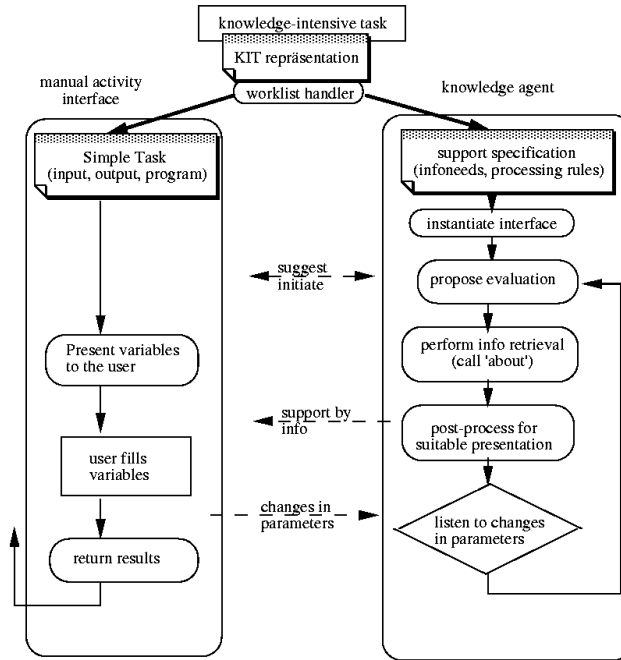 knowledge-intensive task
KIT repräsentation
worklist handler
manual activity
interface
knowledge agent
Simple Task
(input, output, program)
support specification
(infoneeds, processing rules)
instantiate interface
suggest
initiate
propose evaluation
Present variables
to the user
perform info retrieval
(call 'about')
support by
info
post-process for
suitable presentation
user fills
variables
changes in
parameters
listen to changes
in parameters
return results